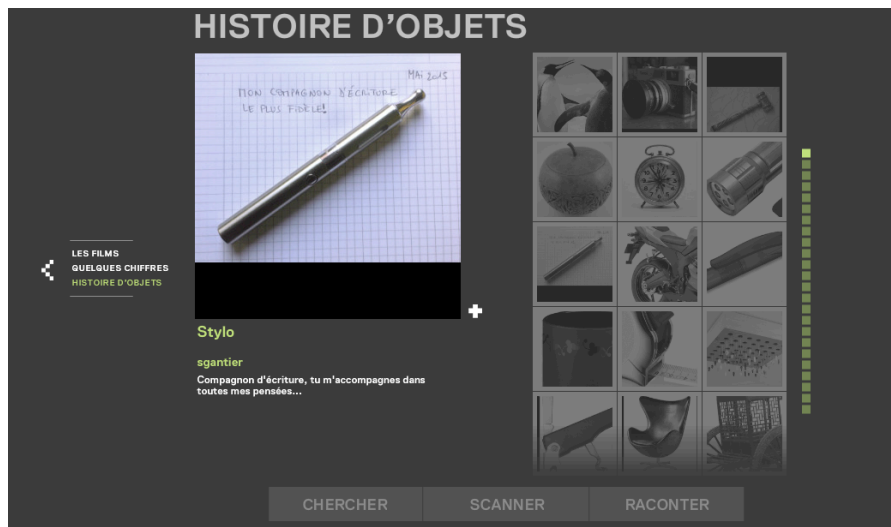 HISTOIRE D'OBJETS
MAi 2015
MON COMPAGNON D'ÉCRITURE
LE PLUS FIDÈLE!
LES FILMS
QUELQUES CHIFFRES
HISTOIRE D'OBJETS
Stylo
sgantier
Compagnon d'écriture, tu m'accompagnes dans
toutes mes pensées...
CHERCHER
SCANNER
RACONTER